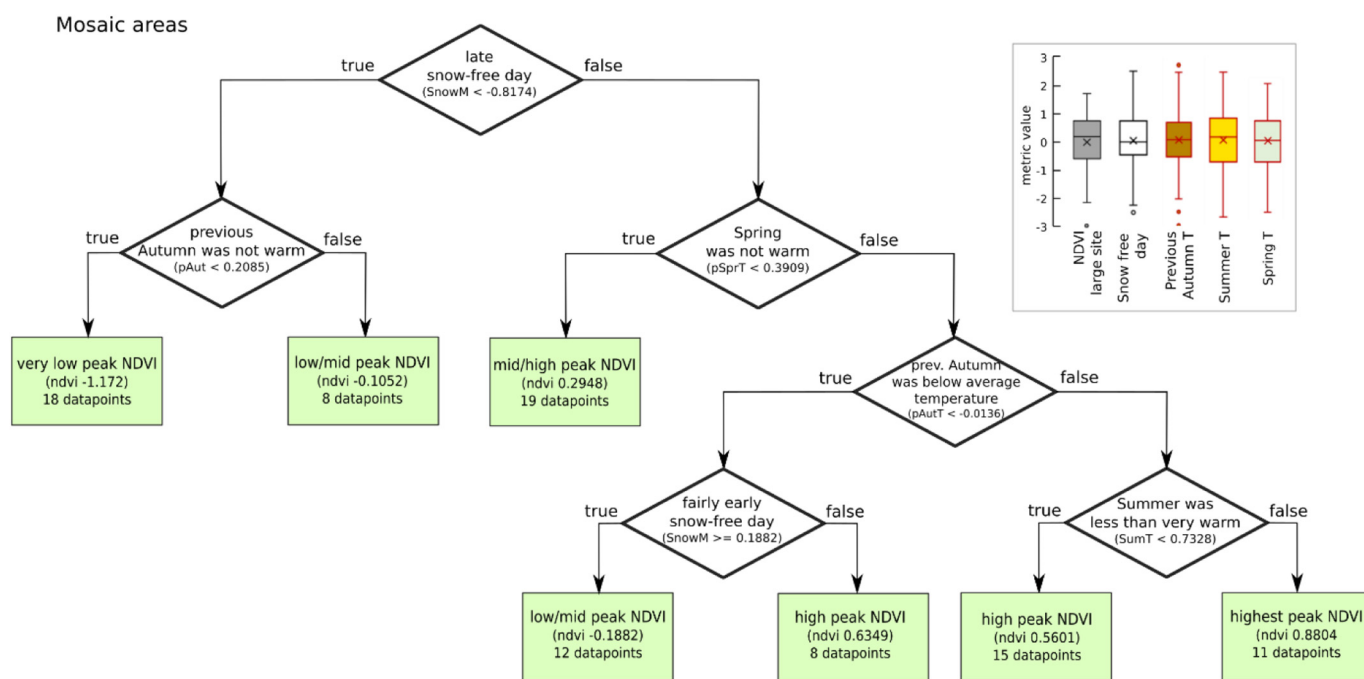 Mosaic areas
late
snow-free day
(SnowM < -0.8174)
true
false
previous
Autumn was not warm
(pAut < 0.2085)
true
false
Spring
was not warm
(pSprT < 0.3909)
true
false
very low peak NDVI
(ndvi -1.172)
18 datapoints
low/mid peak NDVI
(ndvi -0.1052)
8 datapoints
mid/high peak NDVI
(ndvi 0.2948)
19 datapoints
prev. Autumn
was below average
temperature
(pAutT < -0.0136)
true
false
fairly early
snow-free day
(SnowM >= 0.1882)
true
false
Summer was
less than very warm
(SumT < 0.7328)
true
false
low/mid peak NDVI
(ndvi -0.1882)
12 datapoints
high peak NDVI
(ndvi 0.6349)
8 datapoints
high peak NDVI
(ndvi 0.5601)
15 datapoints
highest peak NDVI
(ndvi 0.8804
11 datapoints
metric value
3
2
1
0
-1
-2
-3
NDVI
large site
Snow free
day
Previous
Autumn T
Summer T
Spring T